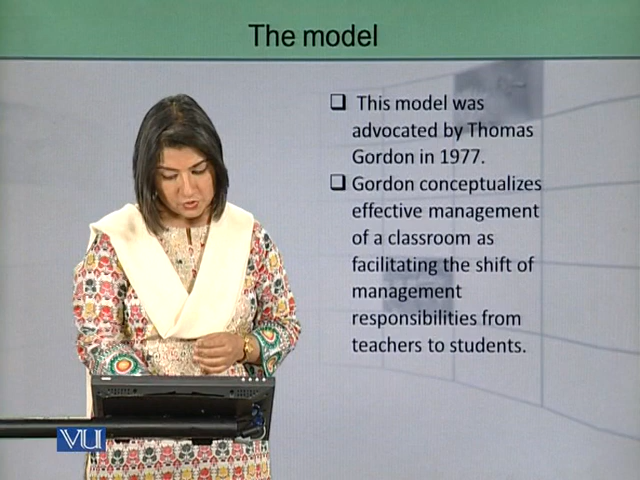 The model
❑ This model was
advocated by Thomas
Gordon in 1977.
❑ Gordon conceptualizes
effective management
of a classroom as
facilitating the shift of
management
responsibilities from
teachers to students.
VU